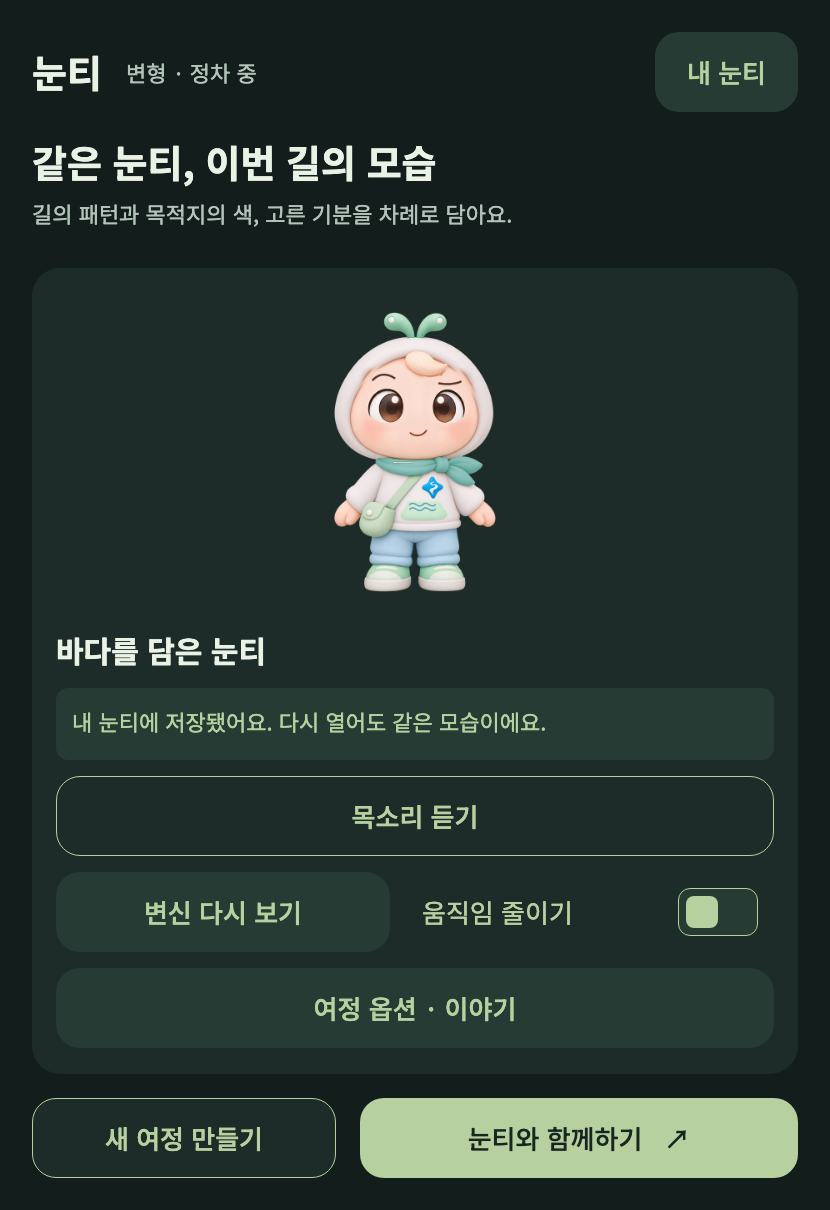 눈티 변형 · 정차 중
내 눈티
같은 눈티, 이번 길의 모습
길의 패턴과 목적지의 색, 고른 기분을 차례로 담아요.
바다를 담은 눈티
내 눈티에 저장됐어요. 다시 열어도 같은 모습이에요.
목소리 듣기
변신 다시 보기
움직임 줄이기
여정 옵션 · 이야기
새 여정 만들기
눈티와 함께하기 ↗